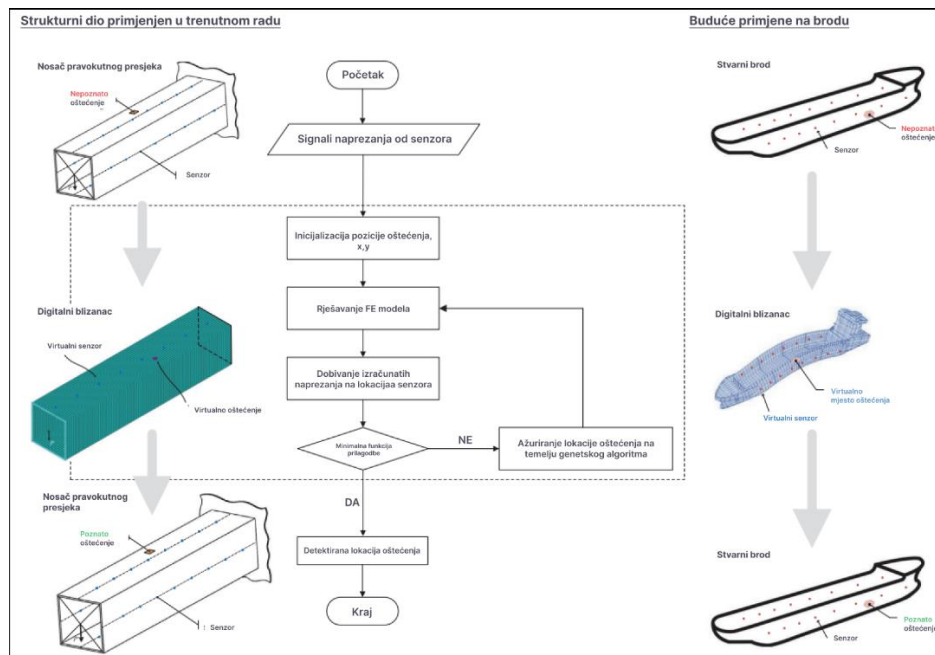 Strukturni dio primjenjen u trenutnom radu
Nosač pravokutnog presjeka
Nepoznato
oštećenje
Senzor
Digitalni blizanac
Virtualni senzor
Virtualno oštećenje
Nosač pravokutnog
presjeka
Poznato
oštećenje
: Senzor
Početak
Signali naprezanja od senzora
Inicijalizacija pozicije oštećenja,
x,y
Rješavanje FE modela
Dobivanje izračunatih
naprezanja na lokacijaa senzora
Minimalna funkcija
prilagodbe
NE
Ažuriranje lokacije oštećenja na
temelju genetskog algoritma
DA
Detektirana lokacija oštećenja
Kraj
Buduće primjene na brodu
Stvarni brod
Nepoznato
oštećenje
Senzor
Digitalni blizanac
Virtualno
mjesto oštećenja
Virtualni senzor
Stvarni brod
Senzor
Poznato
oštećenje